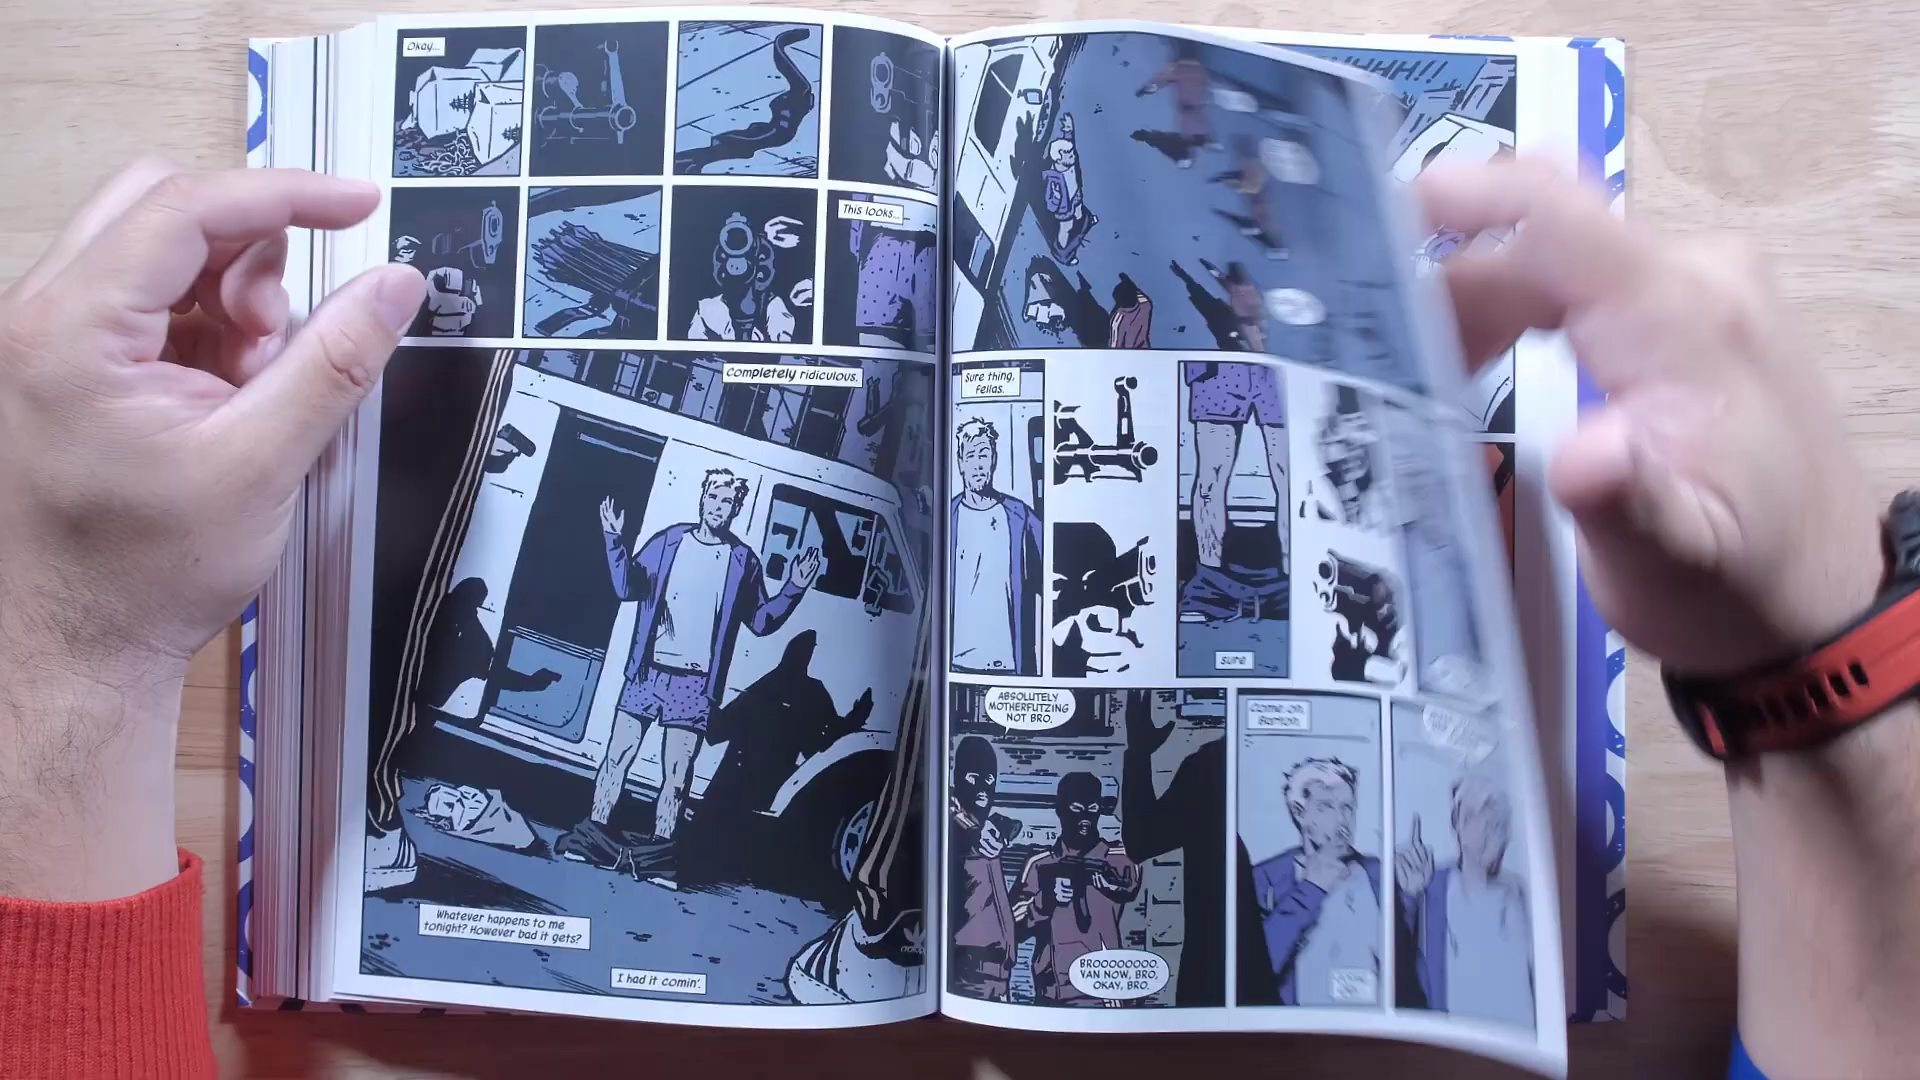 Okay...
This looks...
completely ridiculous.
Whatever happens to me
tonight? However bad it gets?
I had it comin'.
HHH!!
Sure thing,
fellas.
sure
ABSOLUTELY
MOTHERFUTZING
NOT BRO.
BROOOOOOOO.
VAN NOW, BRO,
OKAY, BRO.
Come on,
Barton.